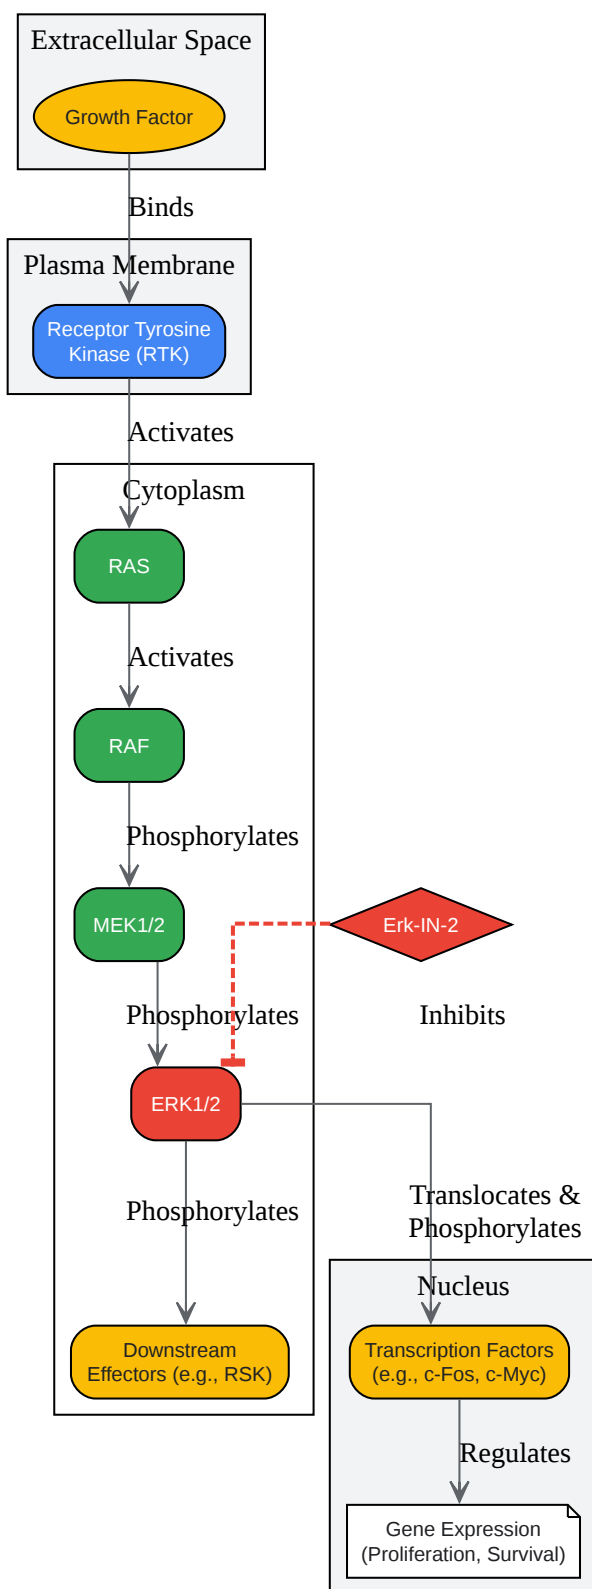 Extracellular Space
Growth Factor
Binds
Plasma Membrane
Receptor Tyrosine
Kinase (RTK)
Activates
Cytoplasm
RAS
Activates
RAF
Phosphorylates
MEK1/2
Erk-IN-2
Phosphorylates
Inhibits
ERK1/2
Phosphorylates
Translocates &
Phosphorylates
Nucleus
Downstream
Effectors (e.g., RSK)
Transcription Factors
(e.g., c-Fos, c-Myc)
Regulates
Gene Expression
(Proliferation, Survival)